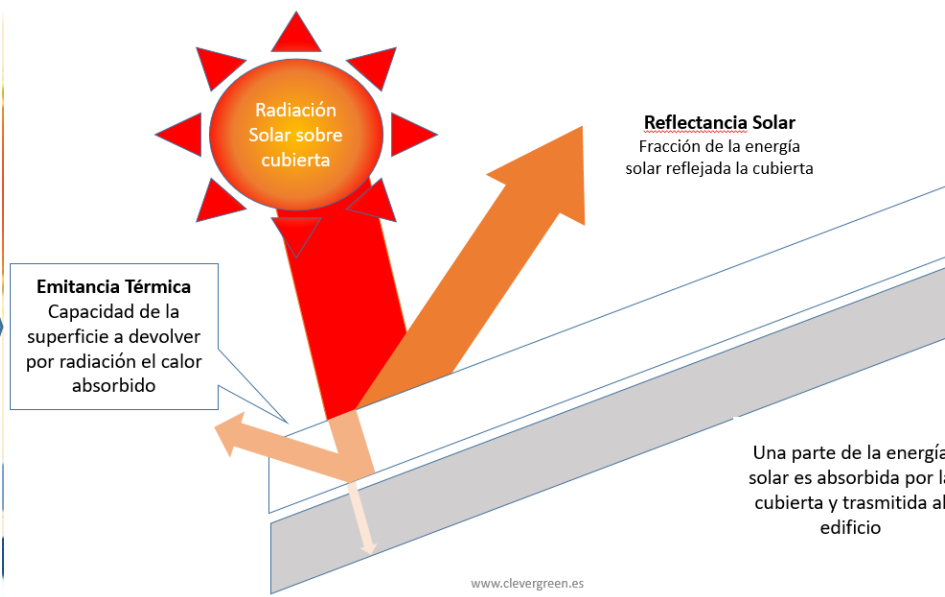 Radiación
Solar sobre
cubierta
Reflectancia Solar
Fracción de la energía
solar reflejada la cubierta
Emitancia Térmica
Capacidad de la
superficie a devolver
por radiación el calor
absorbido
Una parte de la energía
solar es absorbida por la
cubierta y trasmitida al
edificio
www.clevergreen.es